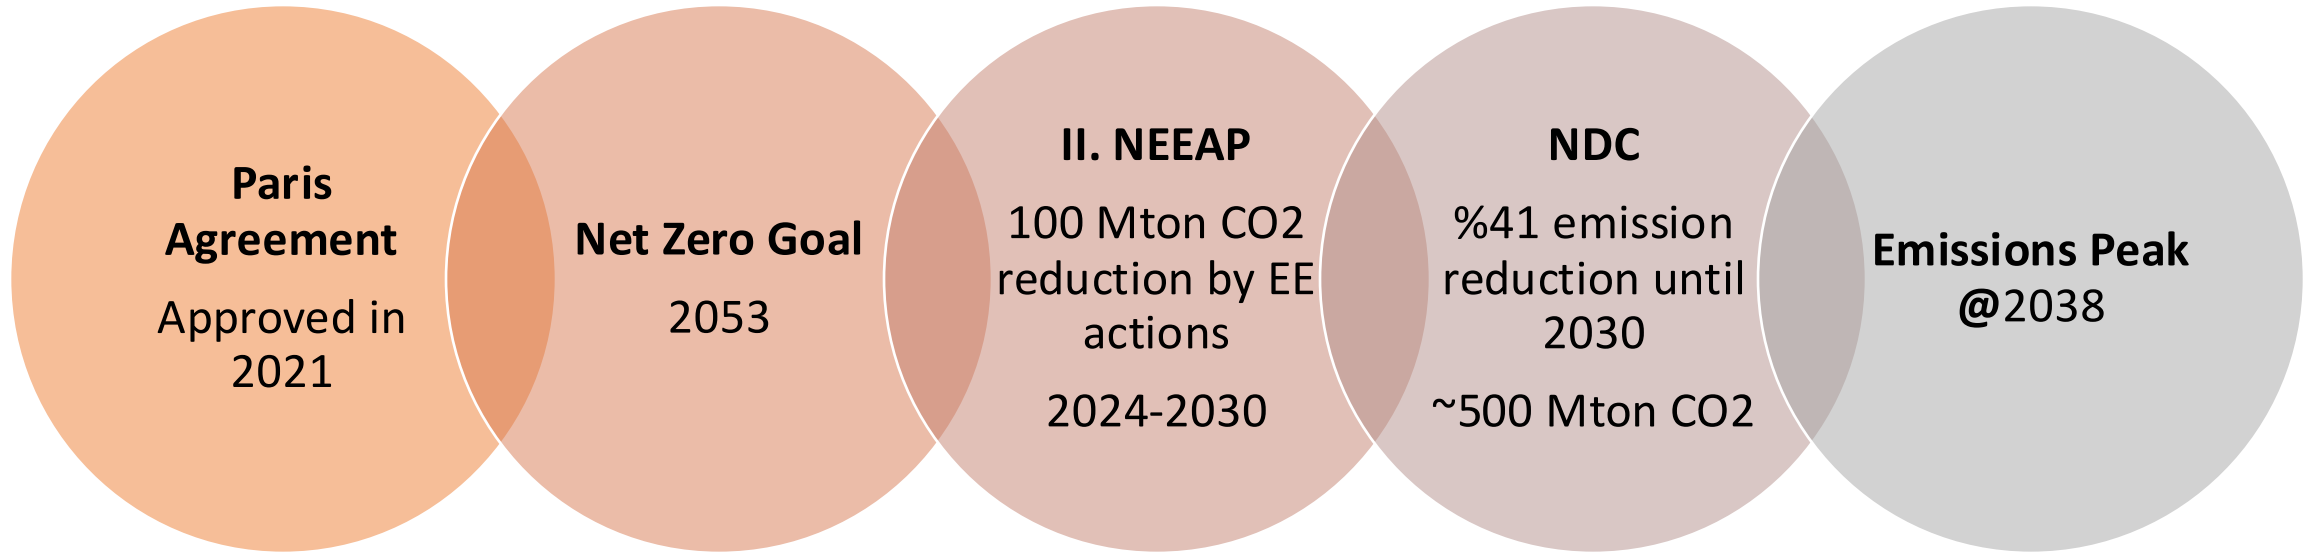 Paris
Agreement
Approved in
2021
Net Zero Goal
2053
II. NEEAP
100 Mton CO2
reduction by EE
actions
2024-2030
NDC
%41 emission
reduction until
2030
~500 Mton CO2
Emissions Peak
@2038